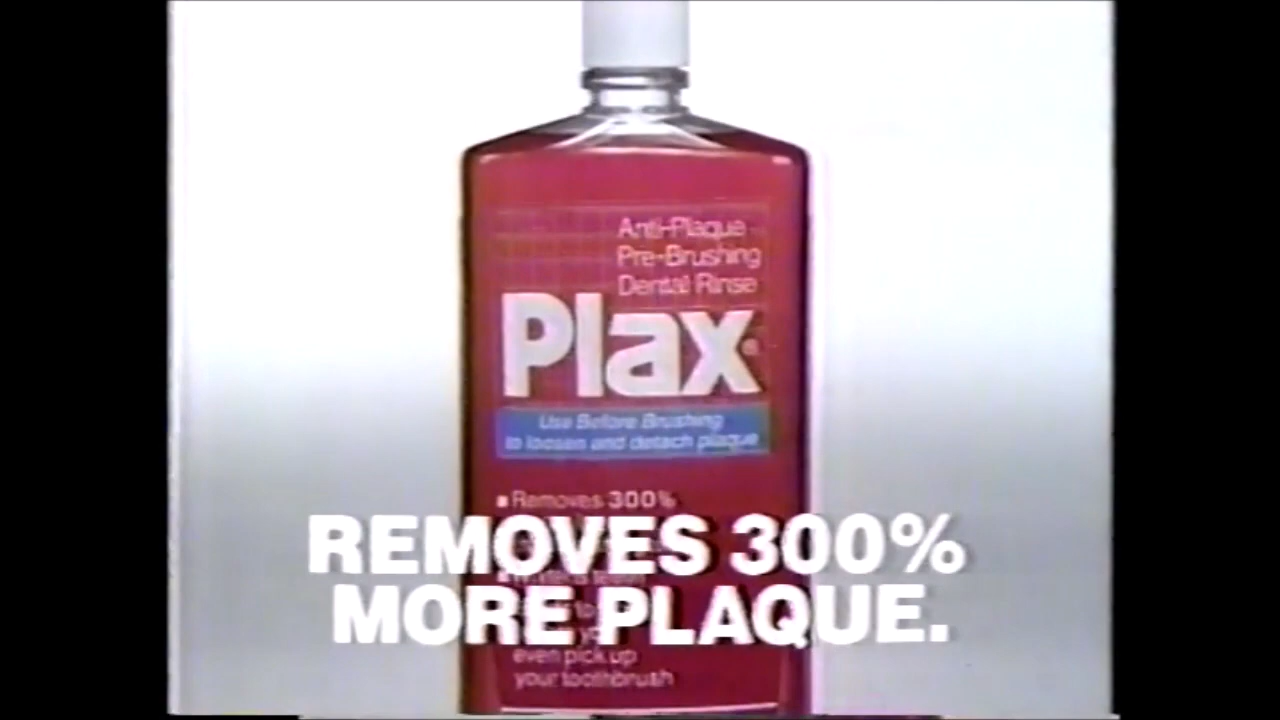 Anti-Plaque
Pre-Brushing
Dental Rinse
Plax®
Use Before Brushing
to loosen and detach plaque
Removes 300%
REMOVES 300%
MORE PLAQUE.
even pick up
your toothbrush